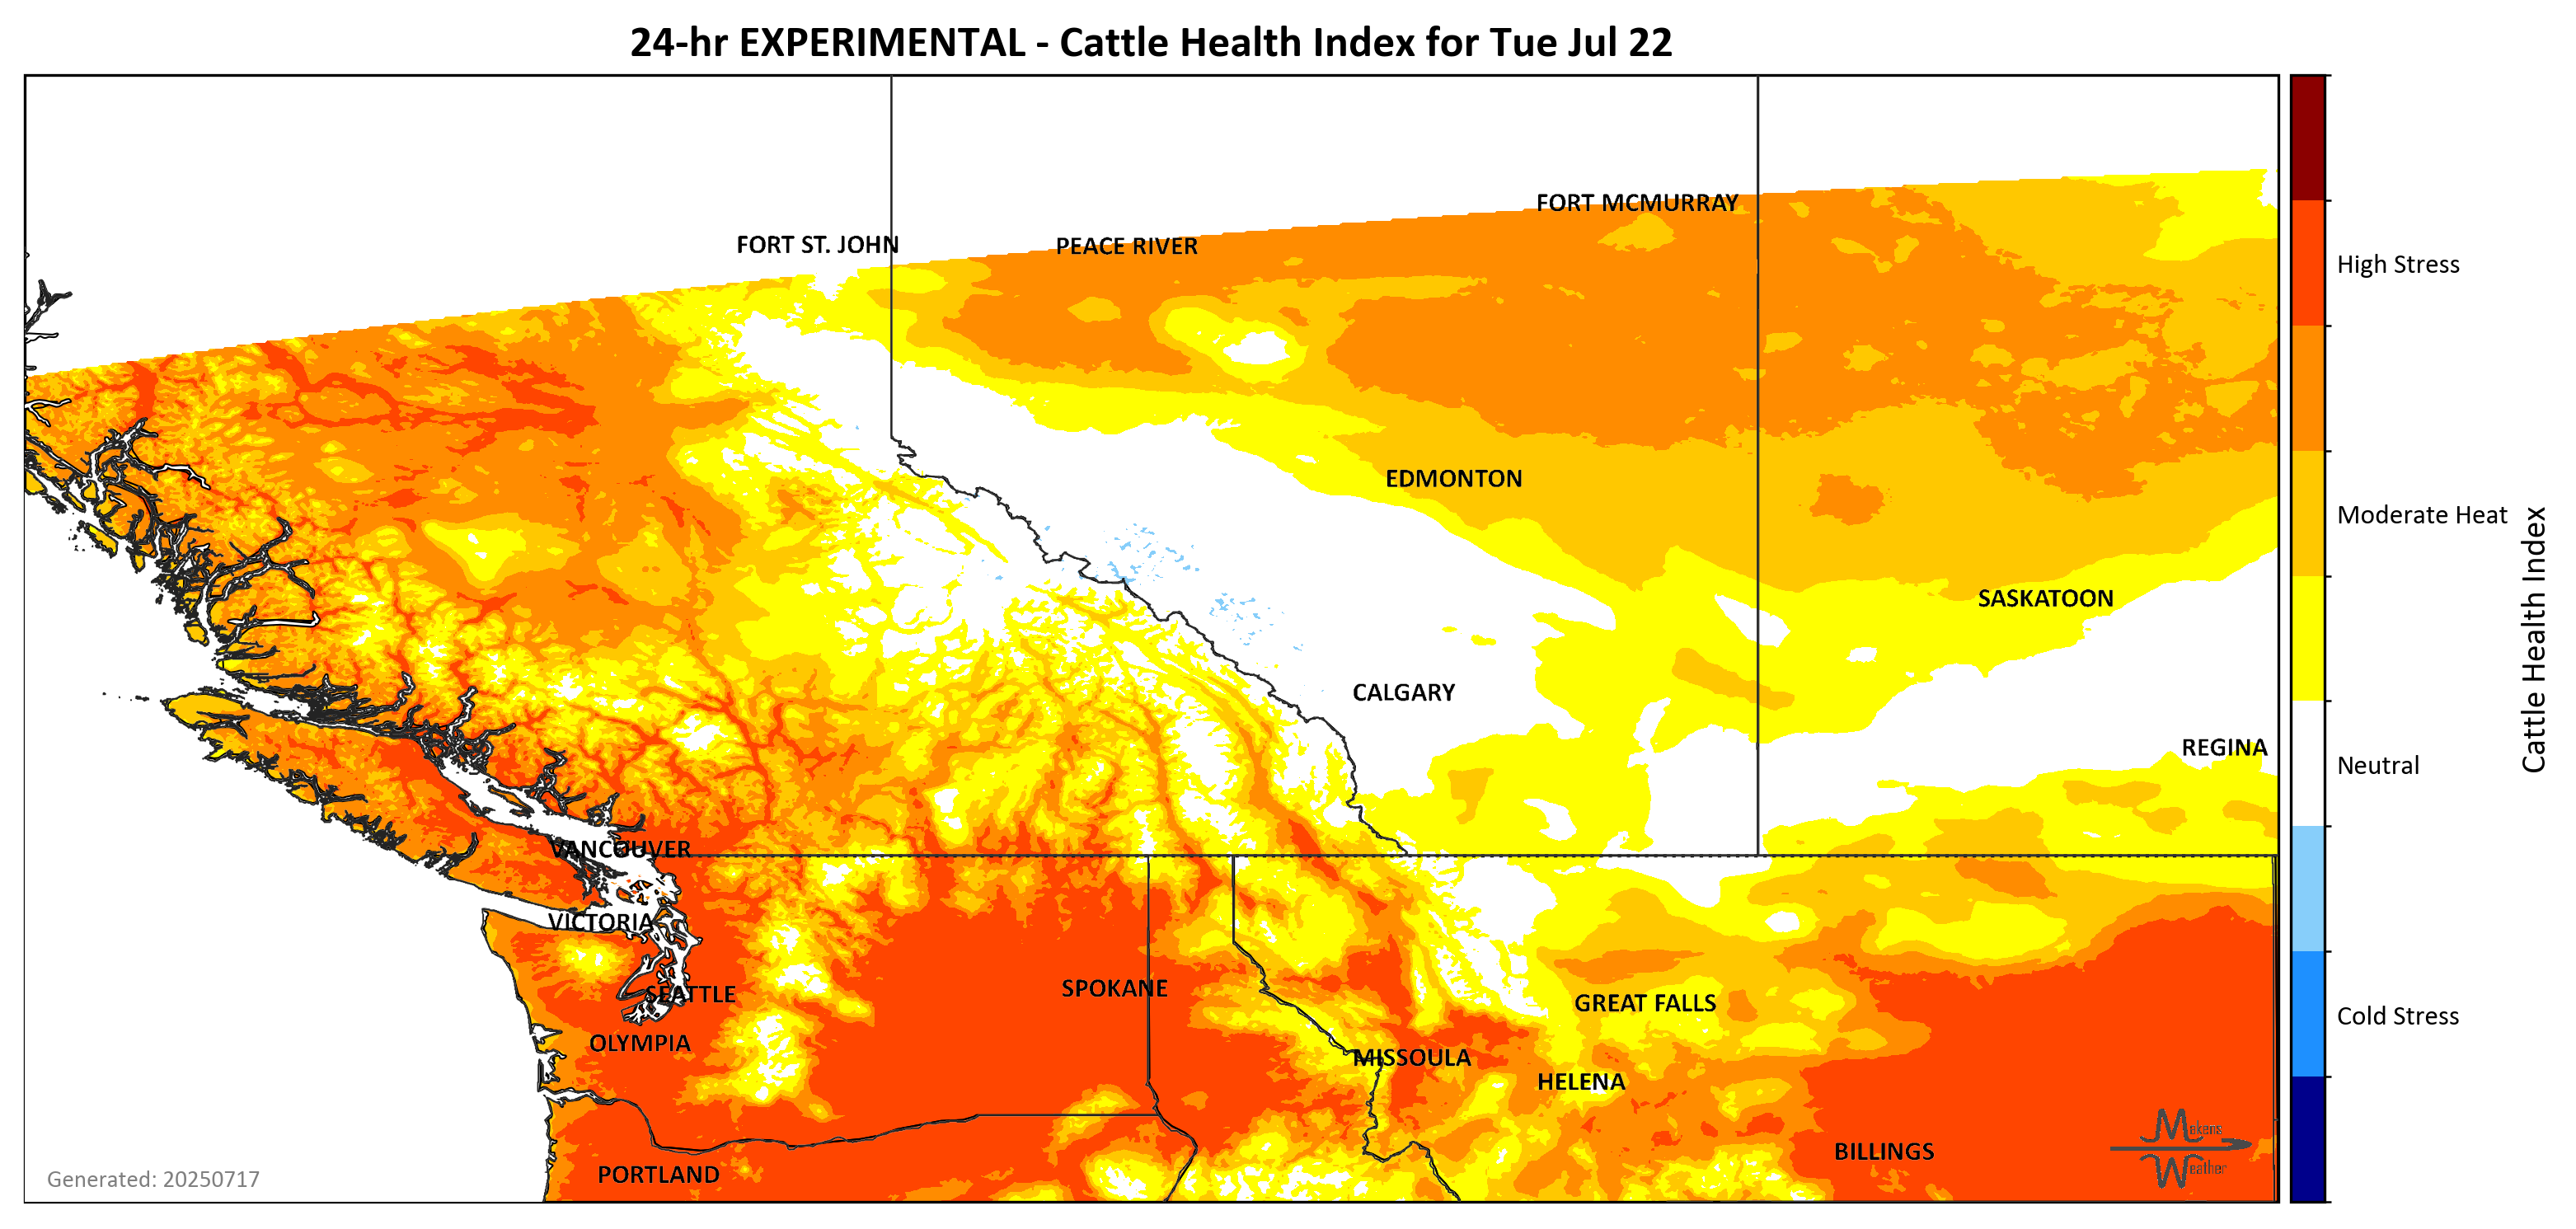 24-hr EXPERIMENTAL - Cattle Health Index for Tue Jul 22
FORT MCMURRAY
FORT ST. JOHN
PEACE RIVER
High Stress
EDMONTON
Moderate Heat
SASKATOON
CALGARY
REGINA
Neutral
Cattle Health Index
VANCOUVER
VICTORIA
SEATTLE
SPOKANE
GREAT FALLS
Cold Stress
OLYMPIA
MISSOULA
HELENA
BILLINGS
Makens
Weather
PORTLAND
Generated: 20250717